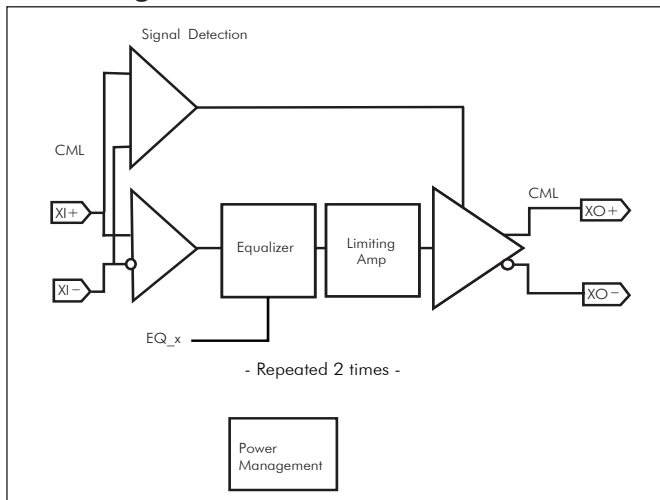 Signal Detection
CML
XI+
XI−
Equalizer
Limiting
Amp
CML
XO+
XO−
EQ_x
- Repeated 2 times -
Power
Management